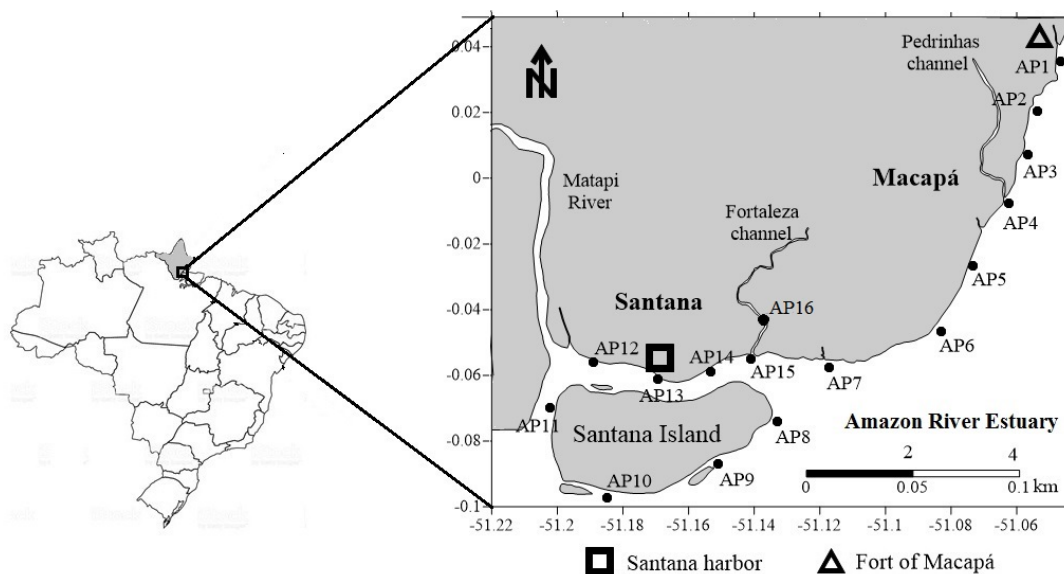 0.04
0.02
0
-0.02
-0.04
-0.06
-0.08
-0.1
-51.22
-51.2
-51.18
-51.16
-51.14
-51.12
-51.1
-51.08
-51.06
N
Pedrinhas
channel
AP1
AP2
AP3
Macapá
AP4
Matapi
River
Fortaleza
channel
AP5
Santana
AP16
AP6
AP12
AP14
AP15
AP7
AP13
AP11
Santana Island
AP8
Amazon River Estuary
AP9
AP10
2
4
0
0.05
0.1 km
Santana harbor
Fort of Macapá